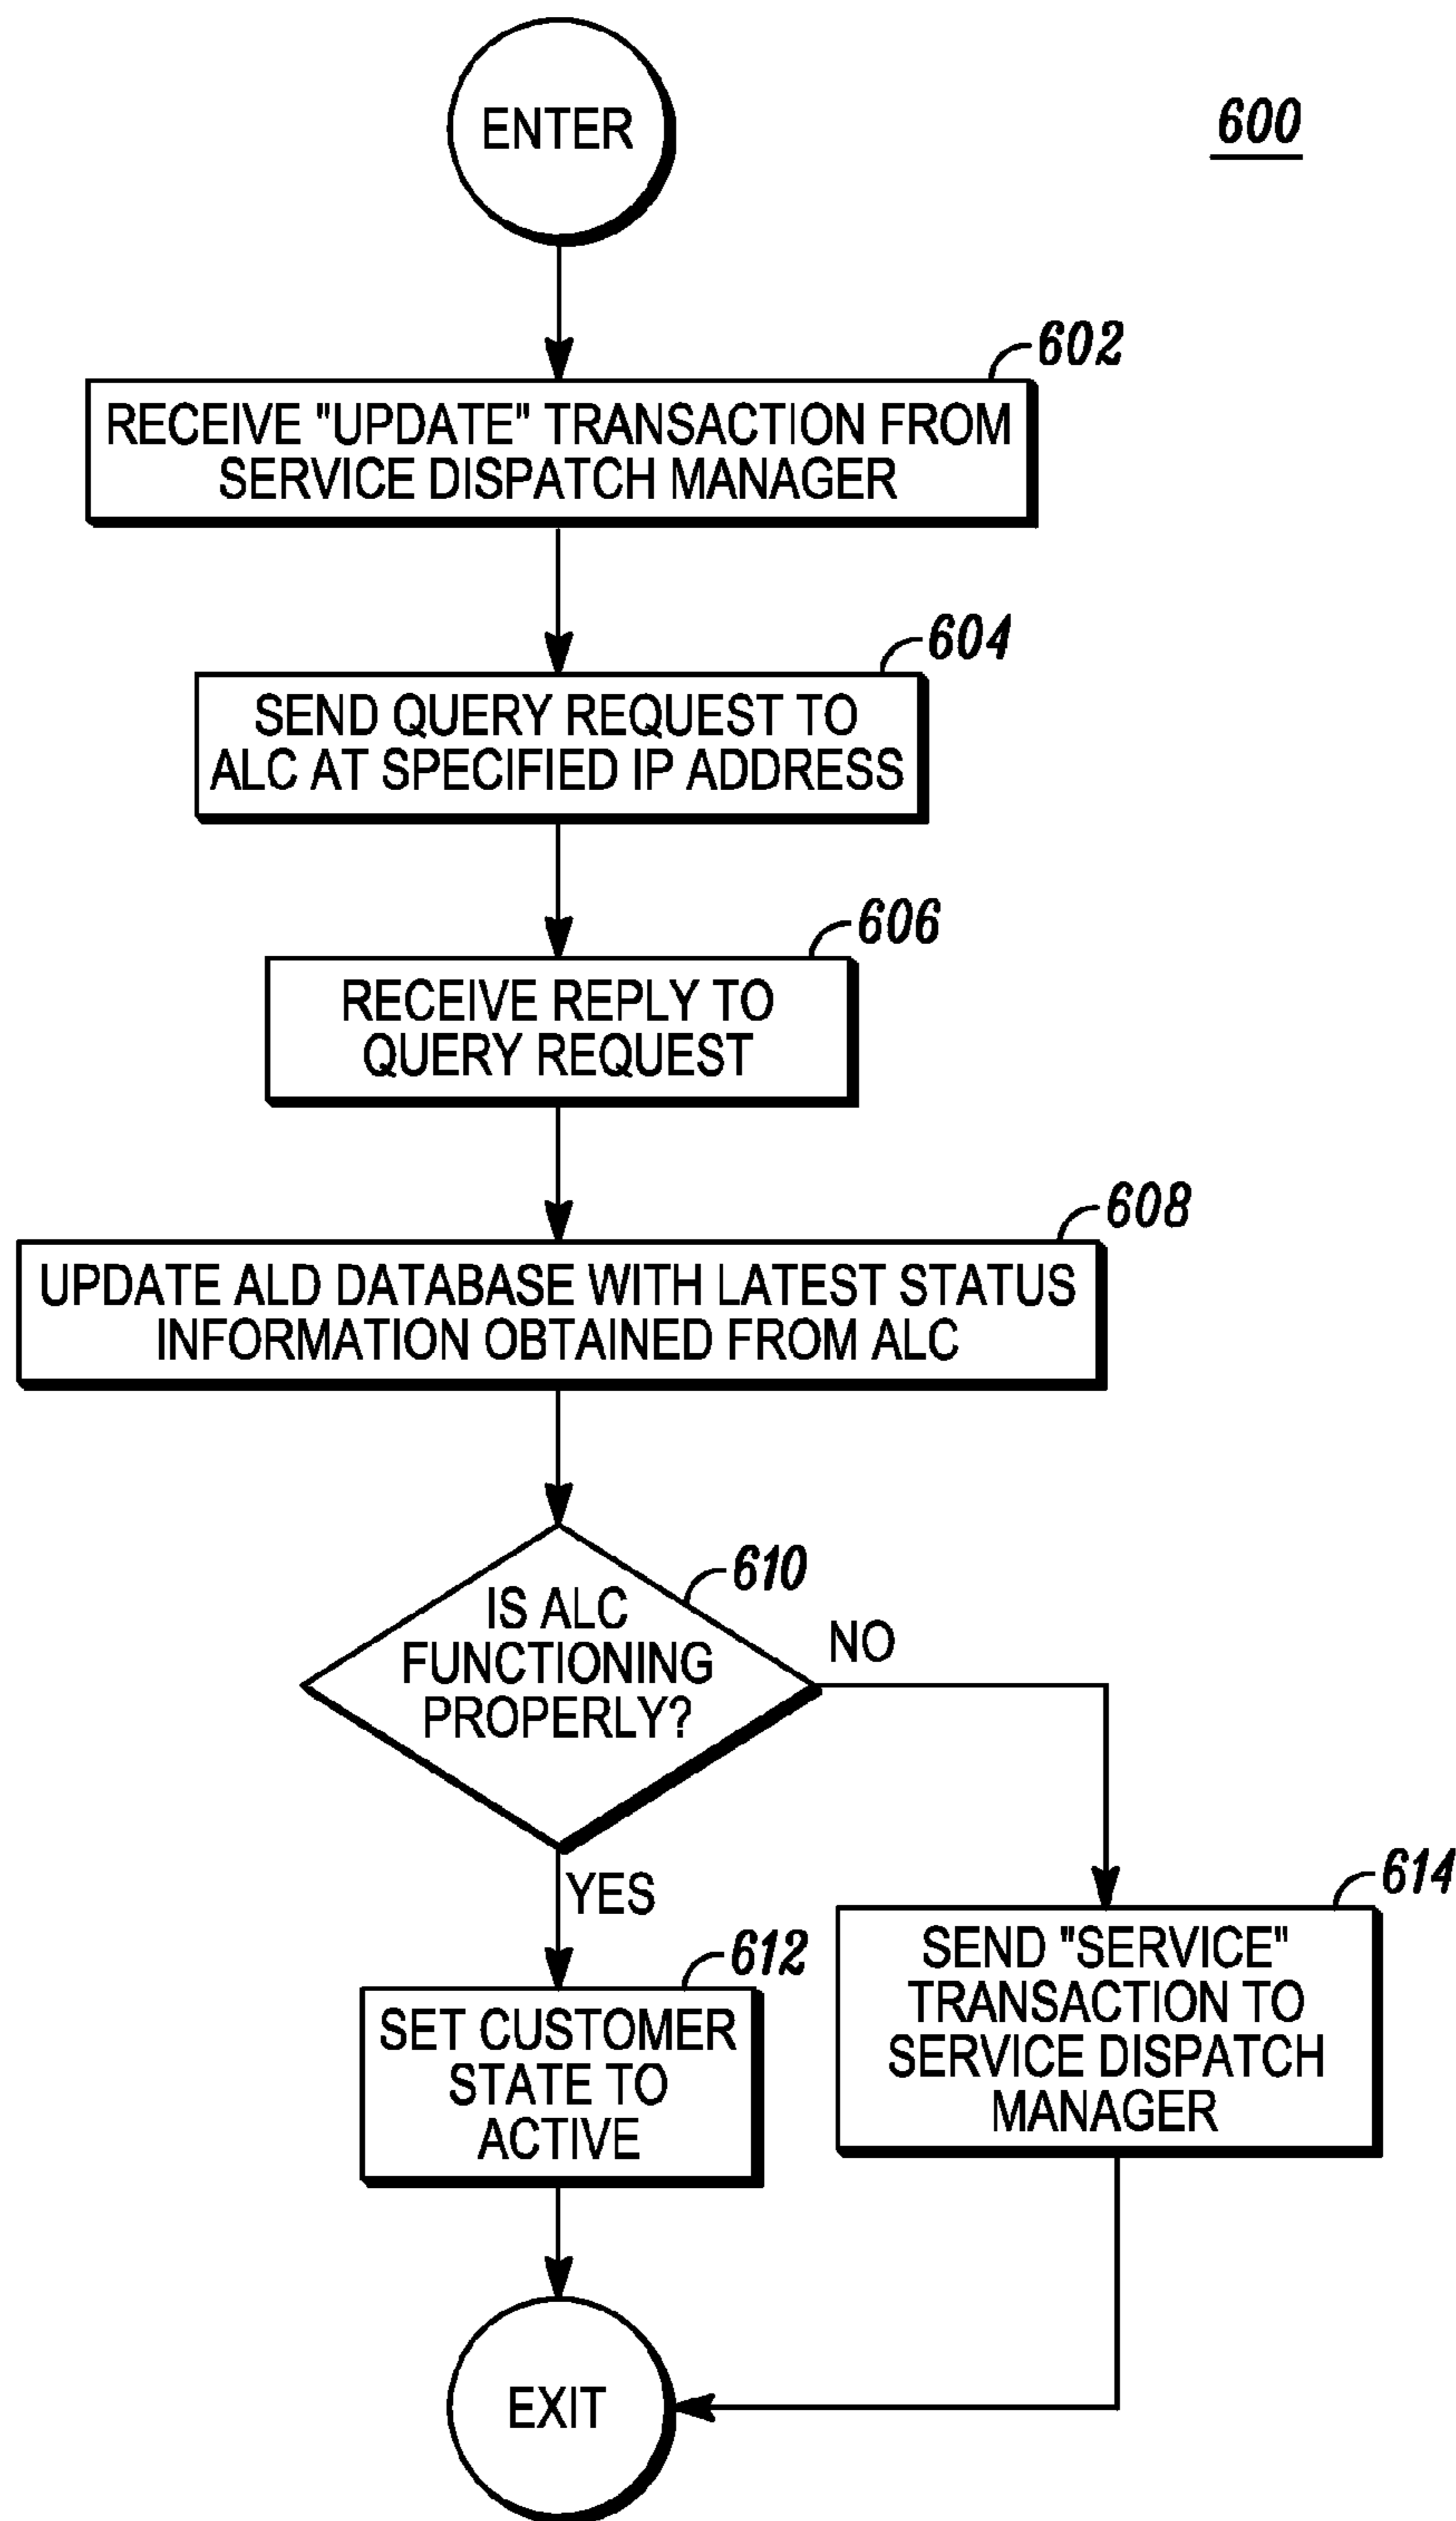 ENTER
600
602
RECEIVE "UPDATE" TRANSACTION FROM
SERVICE DISPATCH MANAGER
604
SEND QUERY REQUEST TO
ALC AT SPECIFIED IP ADDRESS
606
RECEIVE REPLY TO
QUERY REQUEST
608
UPDATE ALD DATABASE WITH LATEST STATUS
INFORMATION OBTAINED FROM ALC
610
IS ALC
FUNCTIONING
PROPERLY?
NO
YES
612
SET CUSTOMER
STATE TO
ACTIVE
614
SEND "SERVICE"
TRANSACTION TO
SERVICE DISPATCH
MANAGER
EXIT